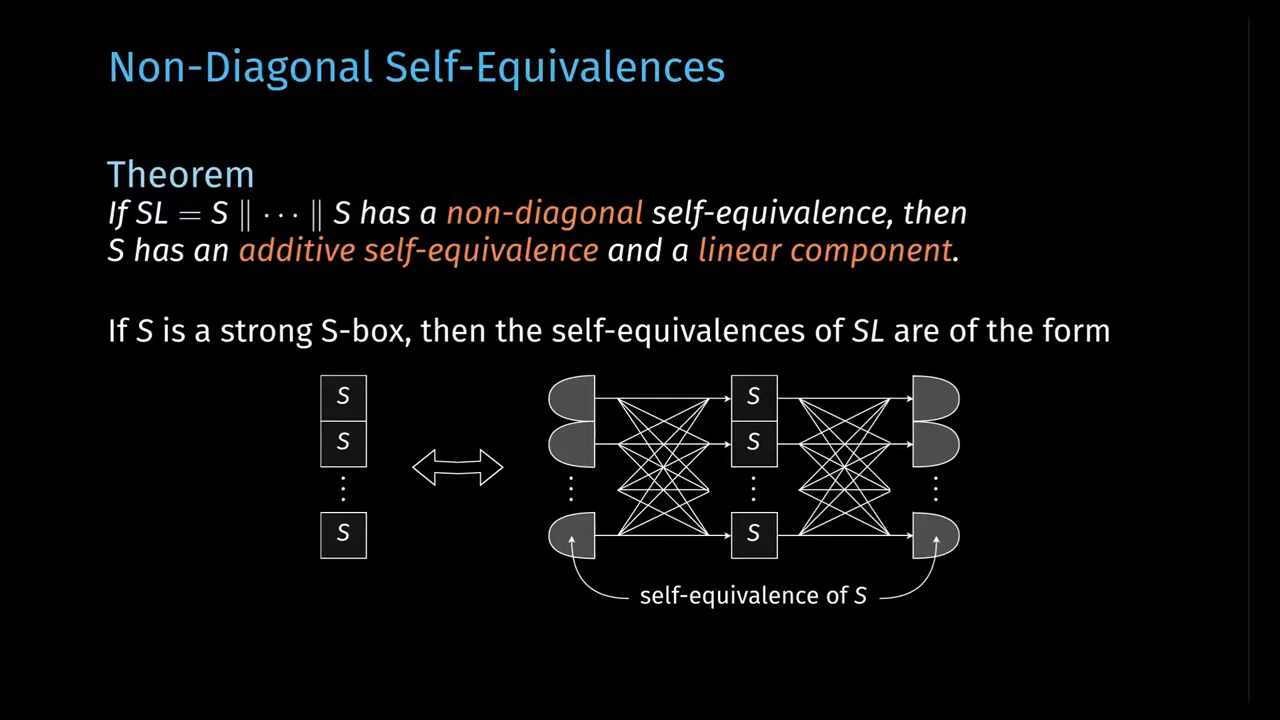 Non-Diagonal Self-Equivalences
Theorem
If SL = S ‖ ··· ‖ S has a non-diagonal self-equivalence, then
S has an additive self-equivalence and a linear component.
If S is a strong S-box, then the self-equivalences of SL are of the form
S S
S S
⋮ ⋮ ⋮ ⋮
S S
self-equivalence of S